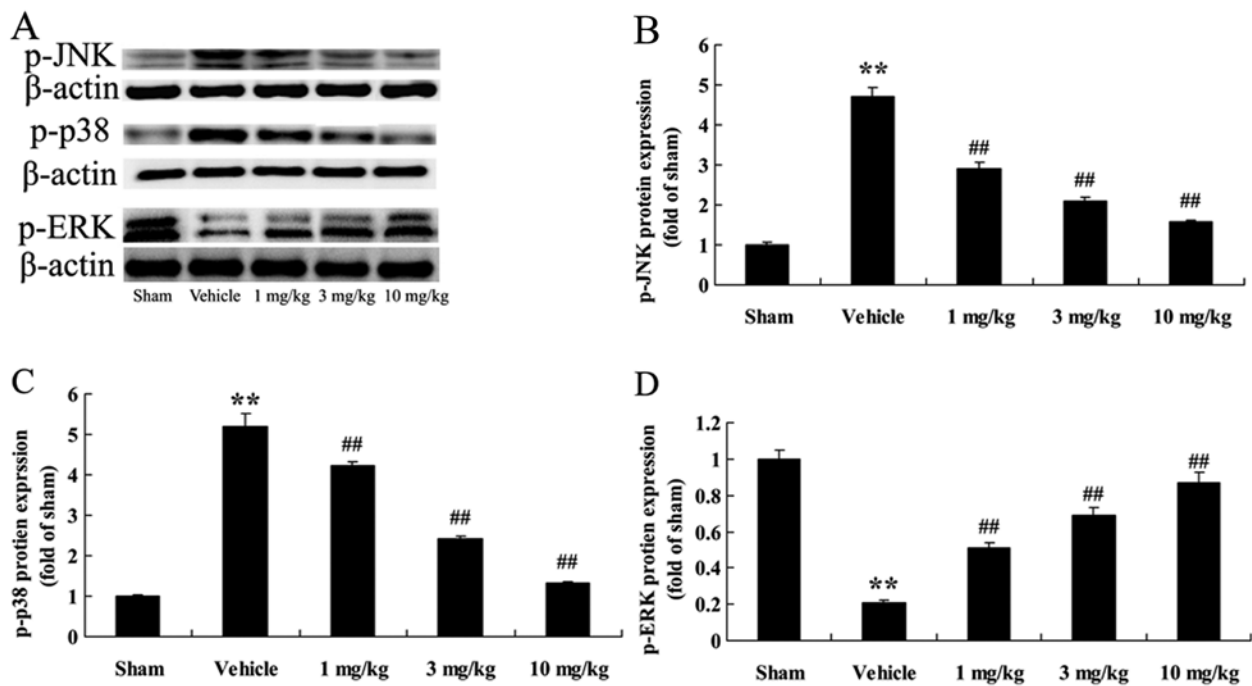 A
p-JNK
β-actin
p-p38
β-actin
p-ERK
β-actin
Sham Vehicle 1 mg/kg 3 mg/kg 10 mg/kg
B
p-JNK protein expression
(fold of sham)
6
5
4
3
2
1
0
**
##
##
##
Sham Vehicle 1 mg/kg 3 mg/kg 10 mg/kg
C
p-p38 protien exprssion
(fold of sham)
6
5
4
3
2
1
0
**
##
##
##
Sham Vehicle 1 mg/kg 3 mg/kg 10 mg/kg
D
p-ERK protien expression
(fold of sham)
1.2
1
0.8
0.6
0.4
0.2
0
**
##
##
##
Sham Vehicle 1 mg/kg 3 mg/kg 10 mg/kg